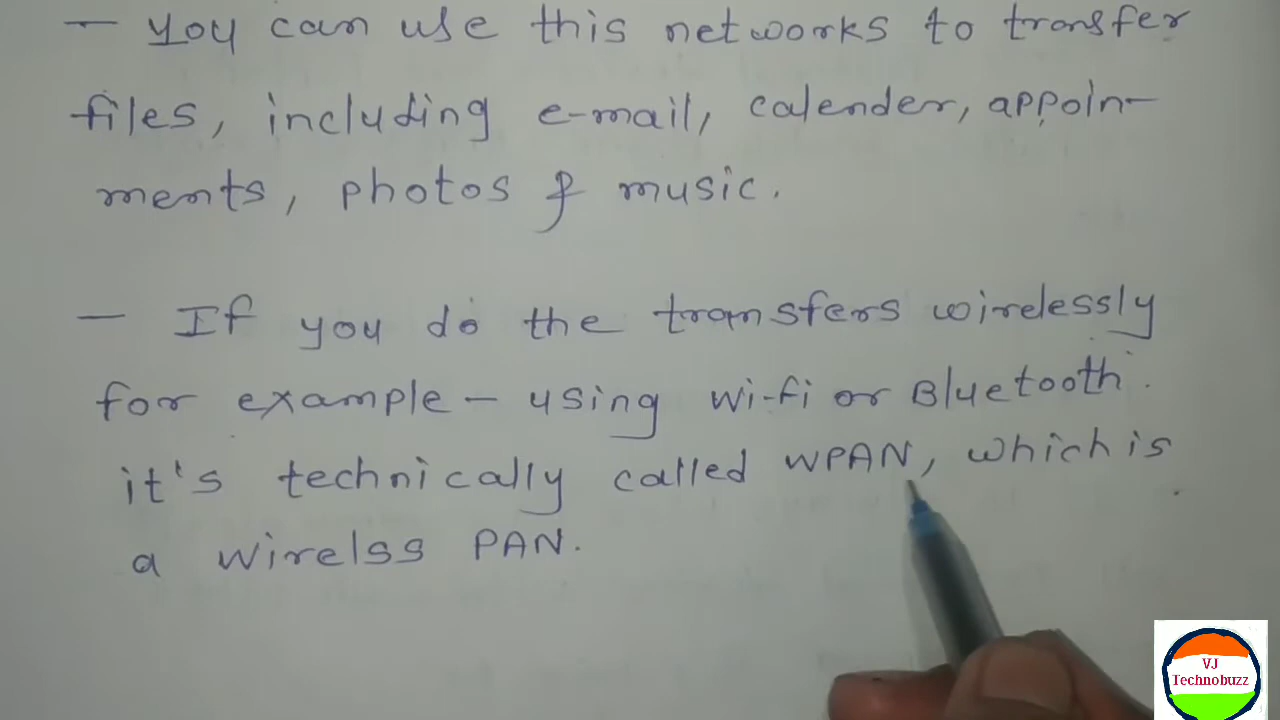 - You can use this networks to transfer
files, including e-mail, calender, appoin-
ments, photos & music.
- If you do the transfers wirelessly
for example - using Wi-fi or Bluetooth.
it's technically called WPAN, which is
a wirelss PAN.
VJ
Technobuzz